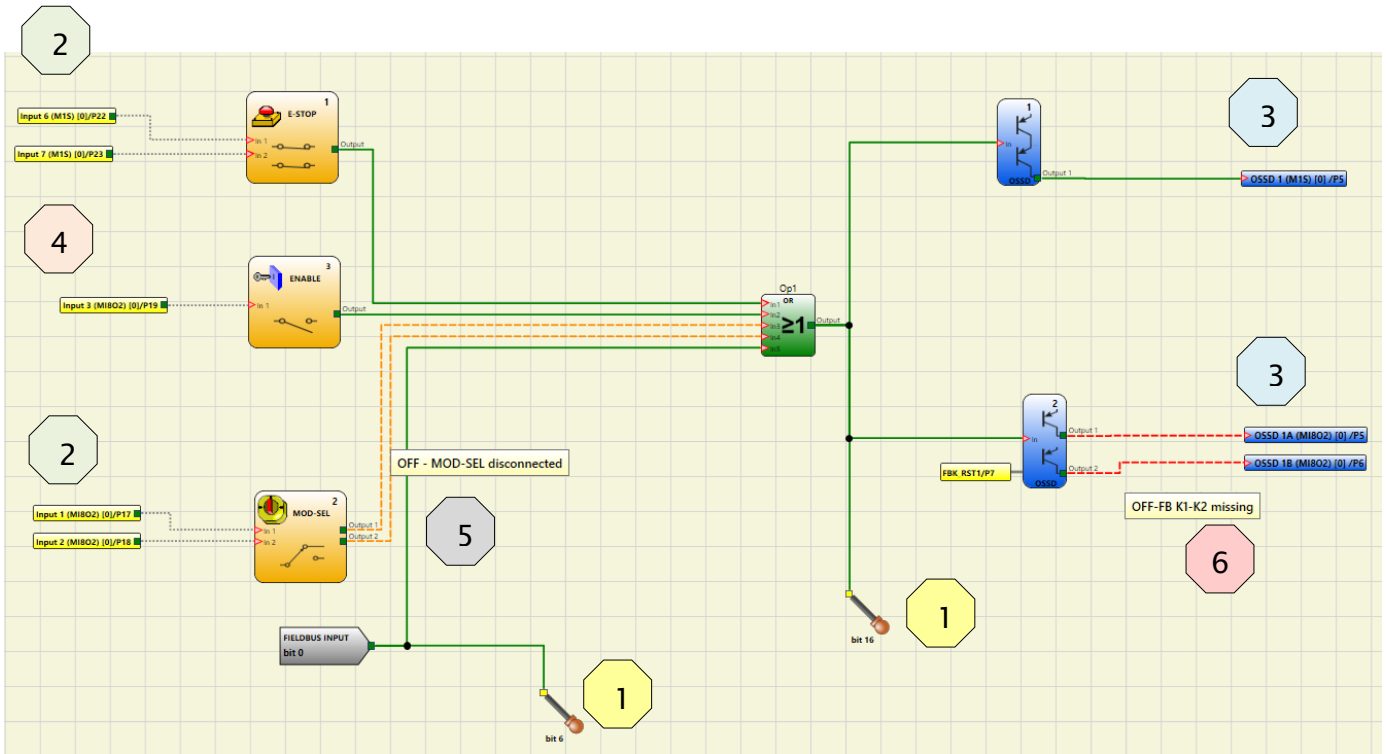 2
Input 6 (M1S) [0]/P22
Input 7 (M1S) [0]/P23
1
E-STOP
In 1
In 2
Output
1
In
OSSD
Output 1
3
OSSD 1 (M1S) [0] /P5
4
Input 3 (MI8O2) [0]/P19
3
ENABLE
In 1
Output
Op1
OR
In1
In2
In3
In4
In5
≥1
Output
2
Input 1 (MI8O2) [0]/P17
Input 2 (MI8O2) [0]/P18
2
MOD-SEL
In 1
In 2
Output 1
Output 2
OFF - MOD-SEL disconnected
5
FIELDBUS INPUT
bit 0
bit 6
1
bit 16
1
FBK RST1/P7
2
In
OSSD
Output 1
Output 2
3
OSSD 1A (MI8O2) [0] /P5
OSSD 1B (MI8O2) [0] /P6
OFF-FB K1-K2 missing
6